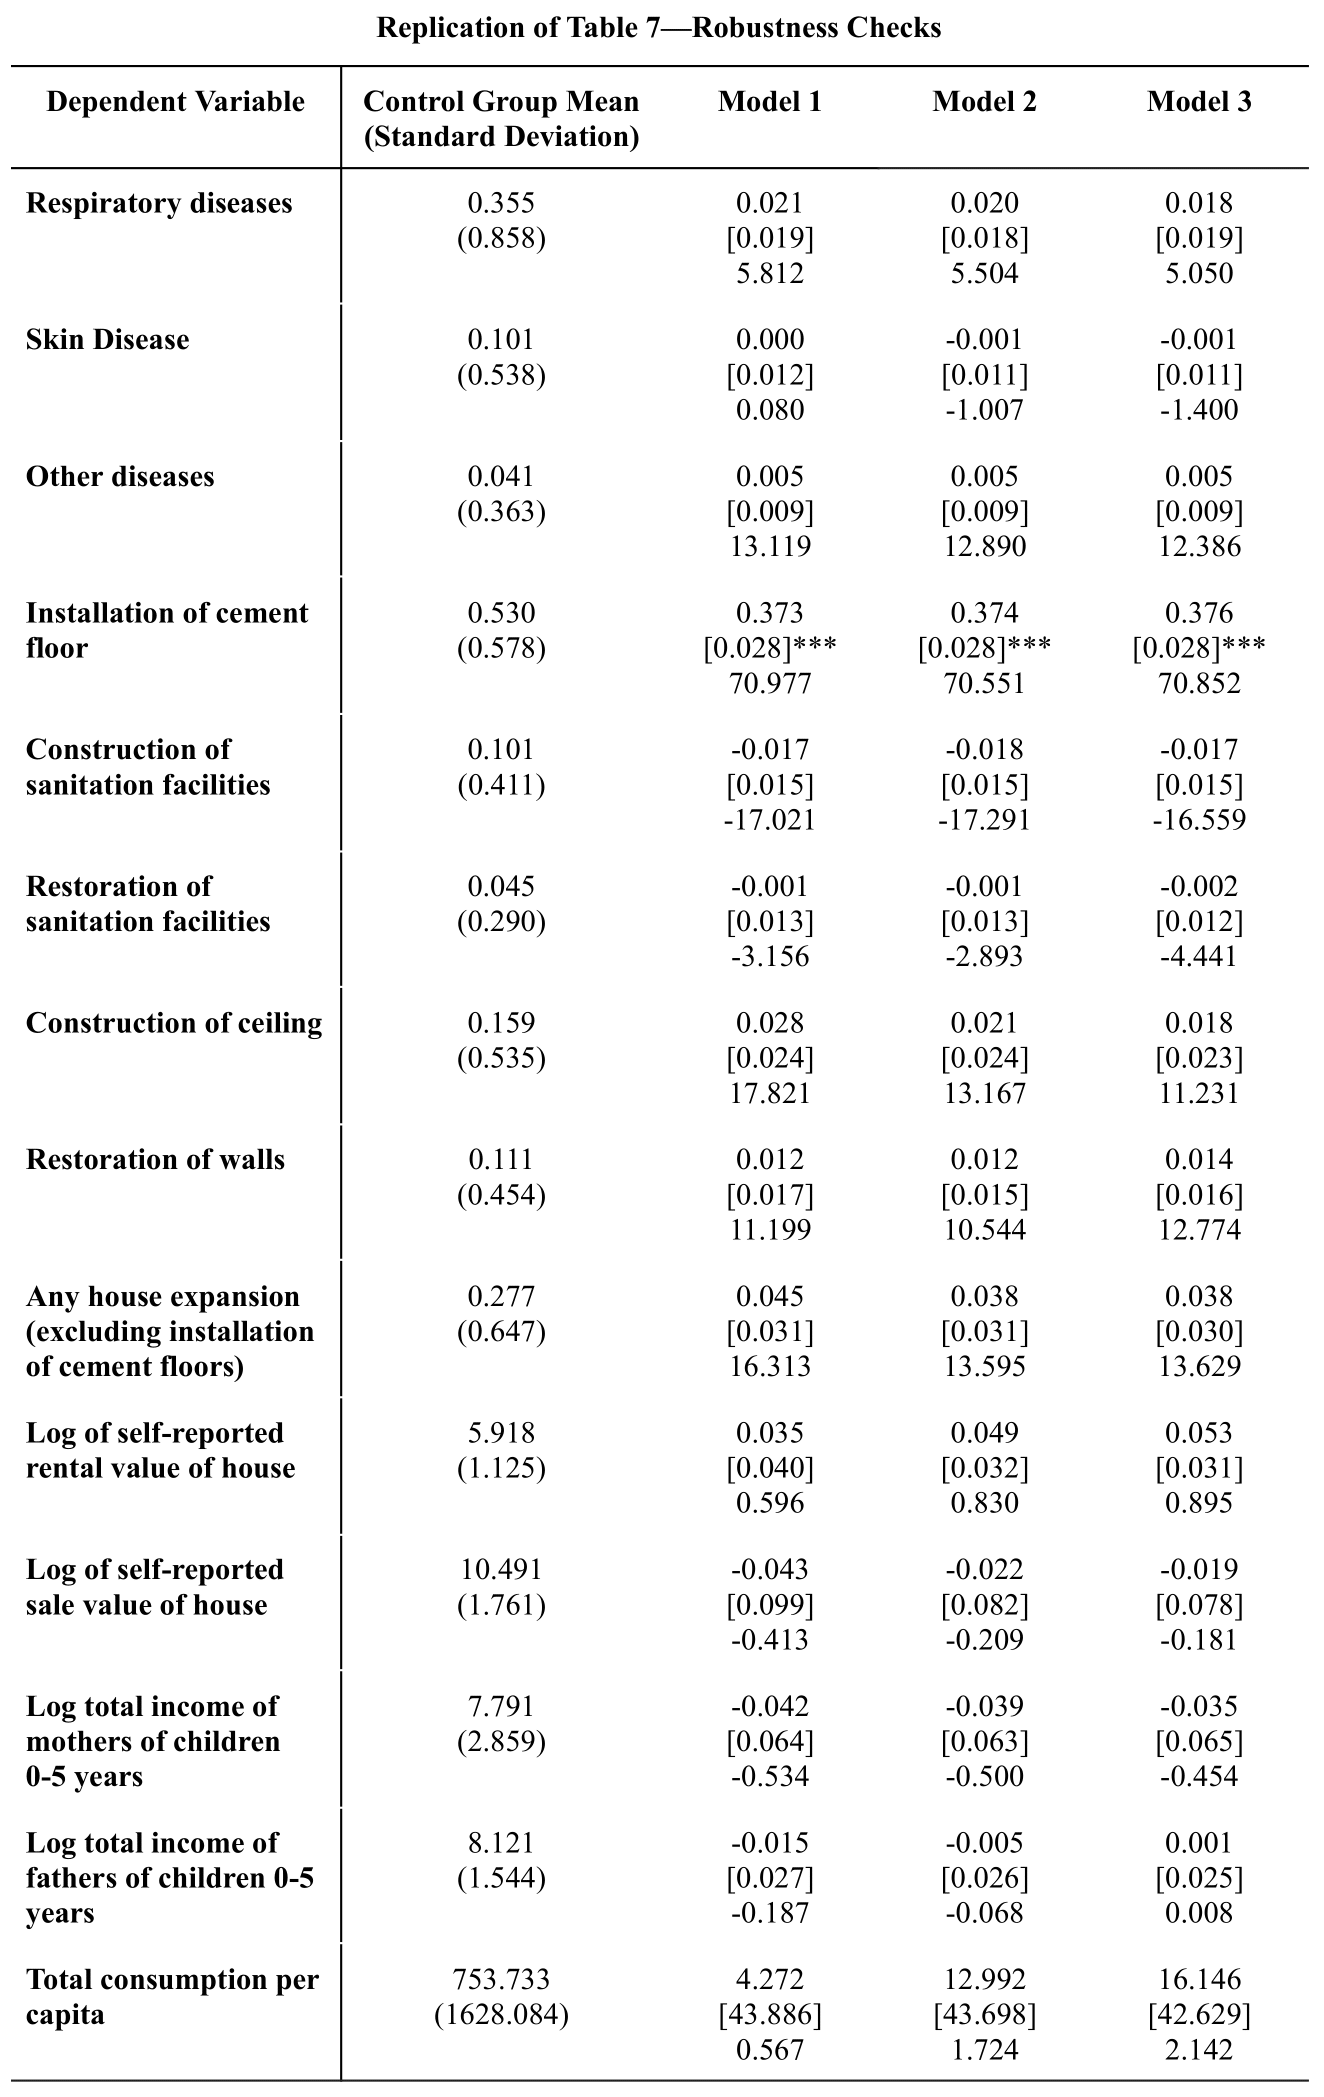 Replication of Table 7—Robustness Checks
Dependent Variable Control Group Mean Model 1 Model 2 Model 3
(Standard Deviation)
Respiratory diseases 0.355 0.021 0.020 0.018
(0.858) [0.019] [0.018] [0.019]
5.812 5.504 5.050
Skin Disease 0.101 0.000 -0.001 -0.001
(0.538) [0.012] [0.011] [0.011]
0.080 -1.007 -1.400
Other diseases 0.041 0.005 0.005 0.005
(0.363) [0.009] [0.009] [0.009]
13.119 12.890 12.386
Installation of cement 0.530 0.373 0.374 0.376
floor (0.578) [0.028]*** [0.028]*** [0.028]***
70.977 70.551 70.852
Construction of 0.101 -0.017 -0.018 -0.017
sanitation facilities (0.411) [0.015] [0.015] [0.015]
-17.021 -17.291 -16.559
Restoration of 0.045 -0.001 -0.001 -0.002
sanitation facilities (0.290) [0.013] [0.013] [0.012]
-3.156 -2.893 -4.441
Construction of ceiling 0.159 0.028 0.021 0.018
(0.535) [0.024] [0.024] [0.023]
17.821 13.167 11.231
Restoration of walls 0.111 0.012 0.012 0.014
(0.454) [0.017] [0.015] [0.016]
11.199 10.544 12.774
Any house expansion 0.277 0.045 0.038 0.038
(excluding installation (0.647) [0.031] [0.031] [0.030]
of cement floors) 16.313 13.595 13.629
Log of self-reported 5.918 0.035 0.049 0.053
rental value of house (1.125) [0.040] [0.032] [0.031]
0.596 0.830 0.895
Log of self-reported 10.491 -0.043 -0.022 -0.019
sale value of house (1.761) [0.099] [0.082] [0.078]
-0.413 -0.209 -0.181
Log total income of 7.791 -0.042 -0.039 -0.035
mothers of children (2.859) [0.064] [0.063] [0.065]
0-5 years -0.534 -0.500 -0.454
Log total income of 8.121 -0.015 -0.005 0.001
fathers of children 0-5 (1.544) [0.027] [0.026] [0.025]
years -0.187 -0.068 0.008
Total consumption per 753.733 4.272 12.992 16.146
capita (1628.084) [43.886] [43.698] [42.629]
0.567 1.724 2.142